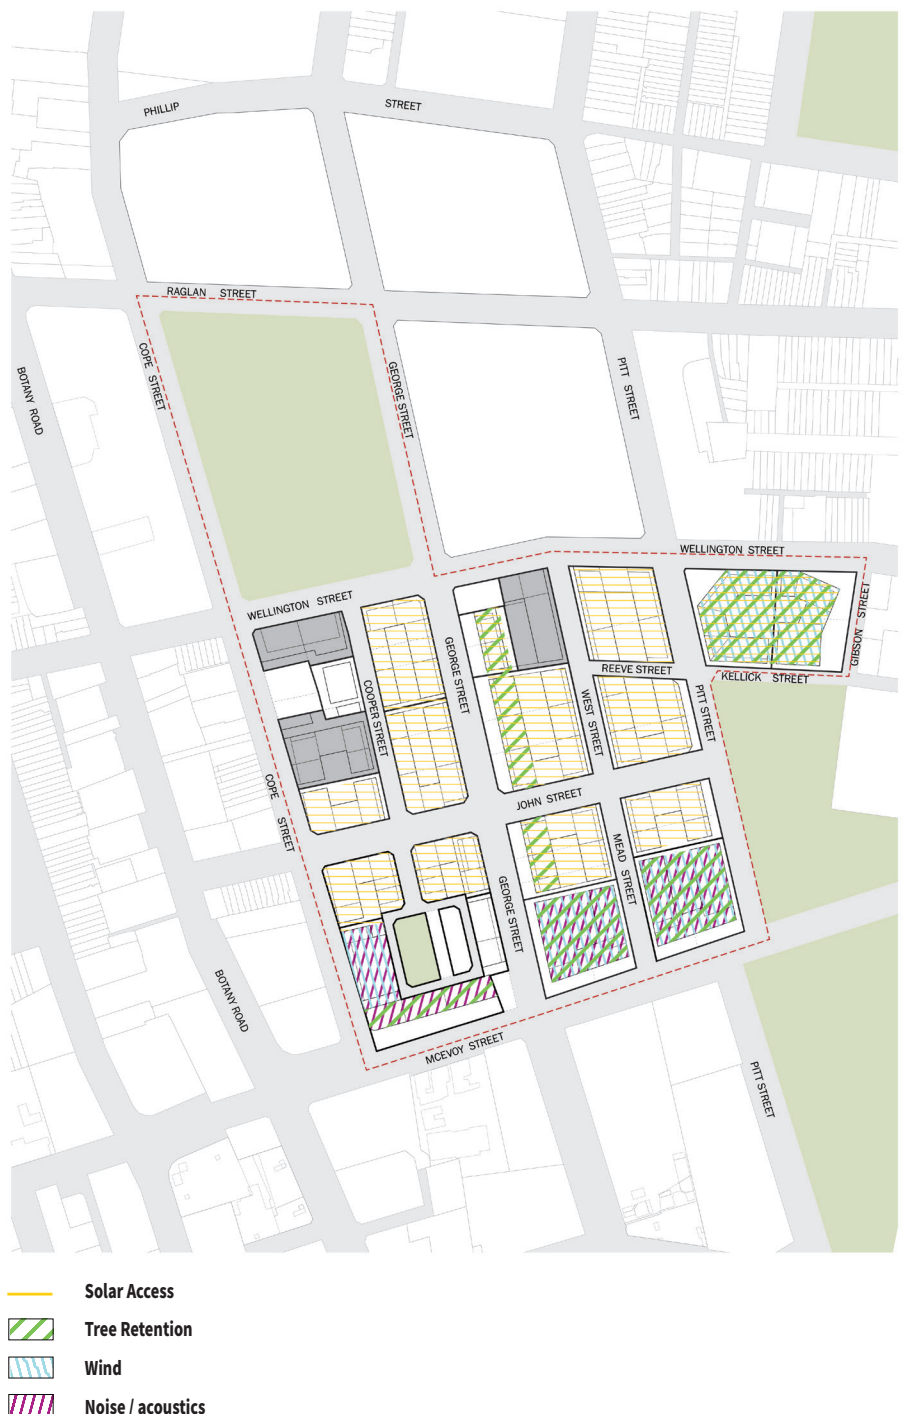 PHILLIP STREET
RAGLAN STREET
COPE STREET
BOTANY ROAD
GEORGE STREET
PITT STREET
WELLINGTON STREET
WELLINGTON STREET
GIBSON STREET
GEORGE STREET
REEVE STREET
KELLICK STREET
COOPER STREET
WEST STREET
PITT STREET
COPE STREET
JOHN STREET
MEAD STREET
GEORGE STREET
BOTANY ROAD
MCEVOY STREET
PITT STREET
Solar Access
Tree Retention
Wind
Noise / acoustics